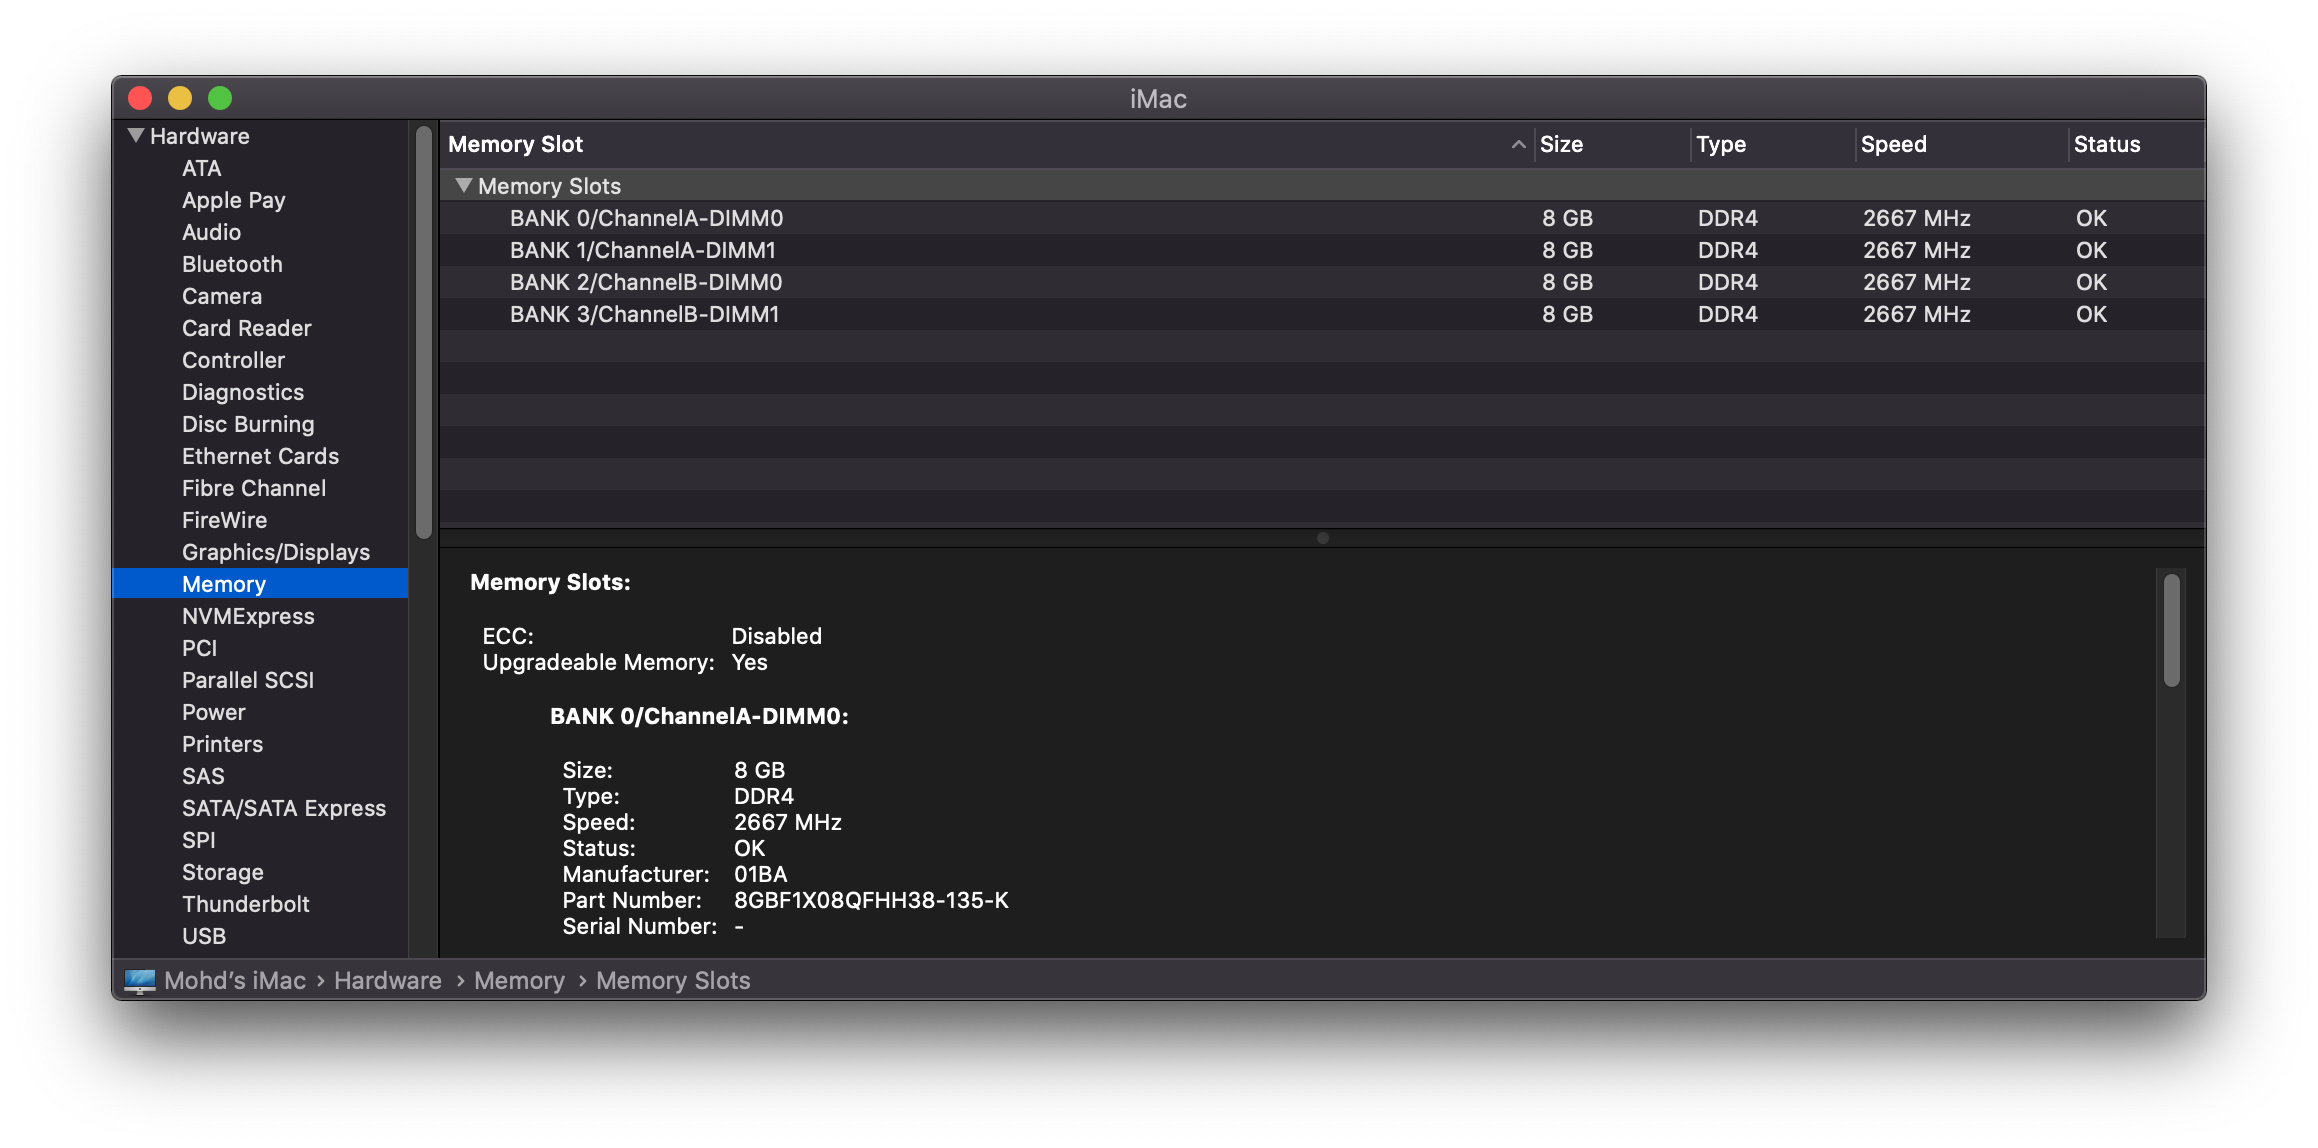 iMac
Hardware
ATA
Apple Pay
Audio
Bluetooth
Camera
Card Reader
Controller
Diagnostics
Disc Burning
Ethernet Cards
Fibre Channel
FireWire
Graphics/Displays
Memory
NVMExpress
PCI
Parallel SCSI
Power
Printers
SAS
SATA/SATA Express
SPI
Storage
Thunderbolt
USB
Memory Slot Size Type Speed Status
Memory Slots
BANK 0/ChannelA-DIMM0 8 GB DDR4 2667 MHz OK
BANK 1/ChannelA-DIMM1 8 GB DDR4 2667 MHz OK
BANK 2/ChannelB-DIMM0 8 GB DDR4 2667 MHz OK
BANK 3/ChannelB-DIMM1 8 GB DDR4 2667 MHz OK
Memory Slots:
ECC: Disabled
Upgradeable Memory: Yes
BANK 0/ChannelA-DIMM0:
Size: 8 GB
Type: DDR4
Speed: 2667 MHz
Status: OK
Manufacturer: 01BA
Part Number: 8GBF1X08QFHH38-135-K
Serial Number: -
Mohd’s iMac › Hardware › Memory › Memory Slots